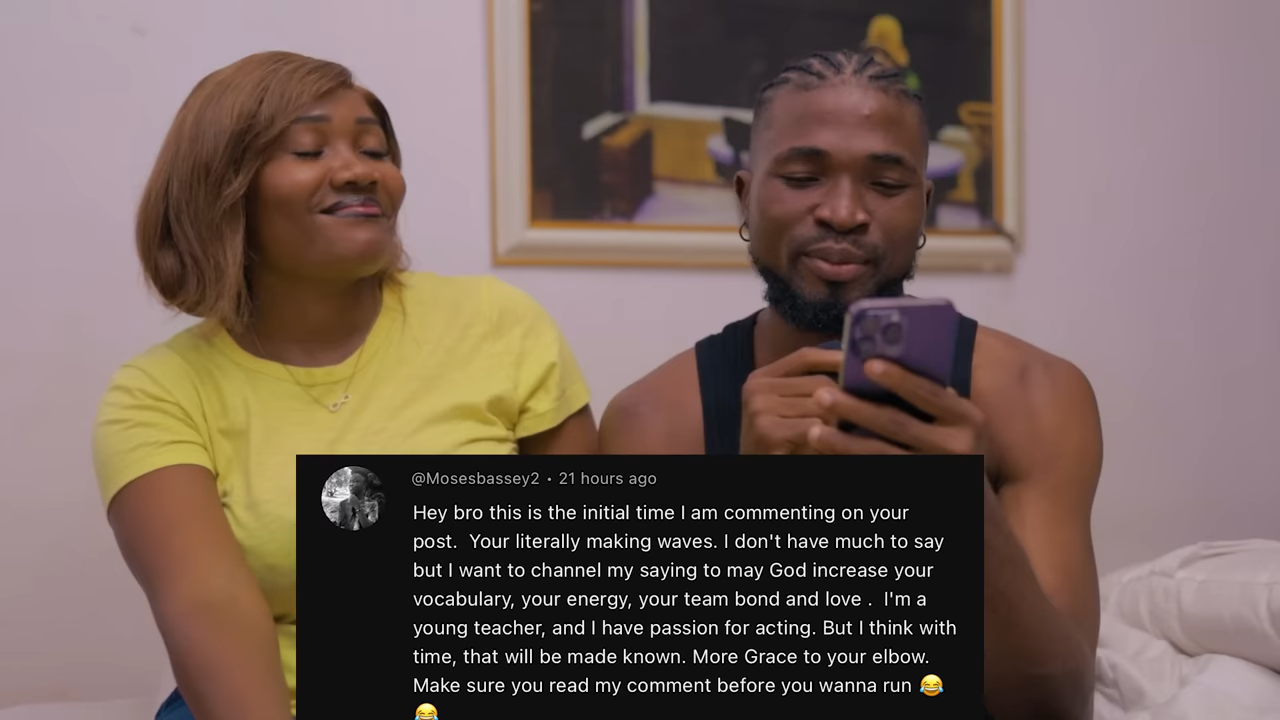 @Mosesbassey2 • 21 hours ago
Hey bro this is the initial time I am commenting on your
post.  Your literally making waves. I don't have much to say
but I want to channel my saying to may God increase your
vocabulary, your energy, your team bond and love .  I'm a
young teacher, and I have passion for acting. But I think with
time, that will be made known. More Grace to your elbow.
Make sure you read my comment before you wanna run 😂
😂